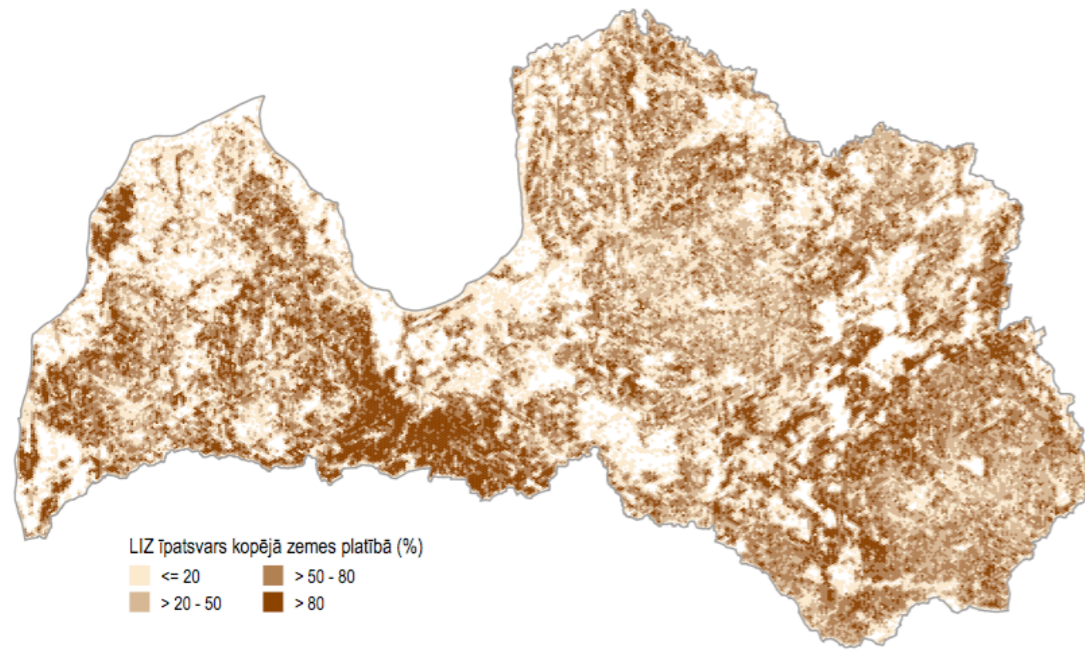 LIZ īpatsvars kopējā zemes platībā (%)
<= 20
> 50 - 80
> 20 - 50
> 80